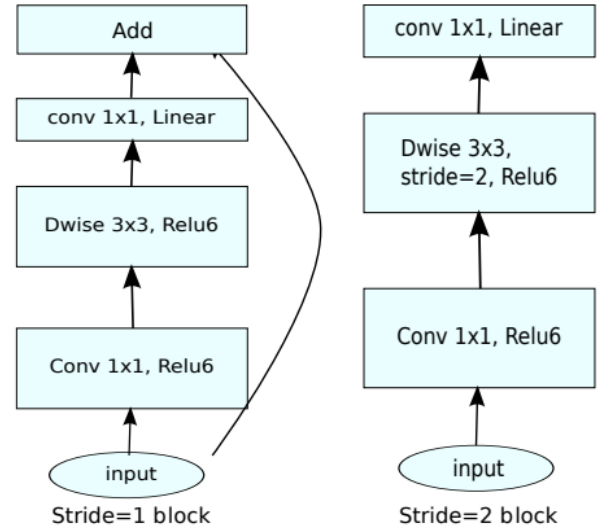 Add
conv 1x1, Linear
Dwise 3x3, Relu6
Conv 1x1, Relu6
input
Stride=1 block
conv 1x1, Linear
Dwise 3x3,
stride=2, Relu6
Conv 1x1, Relu6
input
Stride=2 block